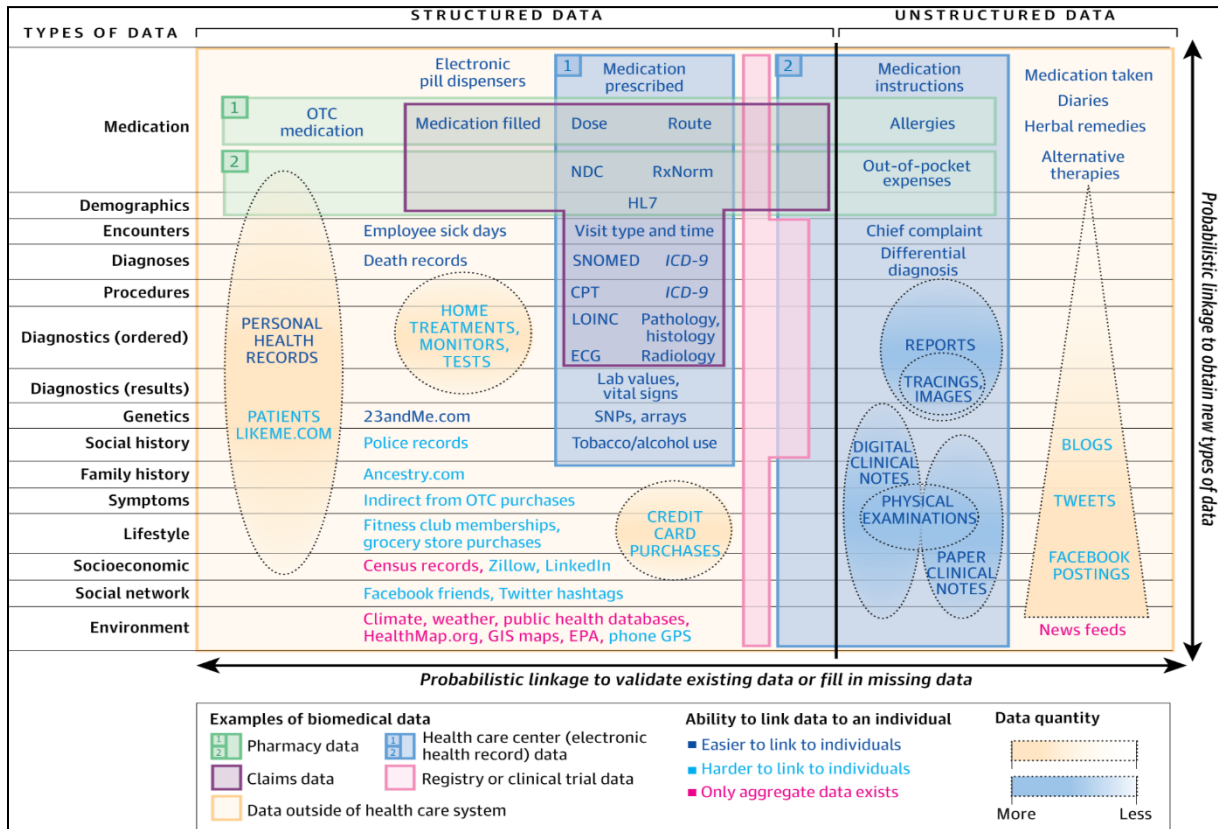 STRUCTURED DATA
UNSTRUCTURED DATA
TYPES OF DATA
Medication
Demographics
Encounters
Diagnoses
Procedures
Diagnostics (ordered)
Diagnostics (results)
Genetics
Social history
Family history
Symptoms
Lifestyle
Socioeconomic
Social network
Environment
1
OTC
medication
2
Electronic
pill dispensers
Medication filled
1
Medication
prescribed
Dose Route
NDC RxNorm
HL7
Employee sick days
Visit type and time
Death records
SNOMED ICD-9
CPT ICD-9
HOME
TREATMENTS,
MONITORS,
TESTS
LOINC Pathology,
histology
ECG Radiology
PERSONAL
HEALTH
RECORDS
PATIENTS
LIKEME.COM
Lab values,
vital signs
23andMe.com
SNPs, arrays
Police records
Tobacco/alcohol use
Ancestry.com
Indirect from OTC purchases
Fitness club memberships,
grocery store purchases
CREDIT
CARD
PURCHASES
Census records, Zillow, LinkedIn
Facebook friends, Twitter hashtags
Climate, weather, public health databases,
HealthMap.org, GIS maps, EPA, phone GPS
2
Medication
instructions
Allergies
Out-of-pocket
expenses
Chief complaint
Differential
diagnosis
REPORTS
TRACINGS,
IMAGES
DIGITAL
CLINICAL
NOTES
PHYSICAL
EXAMINATIONS
PAPER
CLINICAL
NOTES
Medication taken
Diaries
Herbal remedies
Alternative
therapies
BLOGS
TWEETS
FACEBOOK
POSTINGS
News feeds
Probabilistic linkage to obtain new types of data
Probabilistic linkage to validate existing data or fill in missing data
Examples of biomedical data
1
2
Pharmacy data
1
2
Health care center (electronic
health record) data
Claims data
Registry or clinical trial data
Data outside of health care system
Ability to link data to an individual
Easier to link to individuals
Harder to link to individuals
Only aggregate data exists
Data quantity
More Less